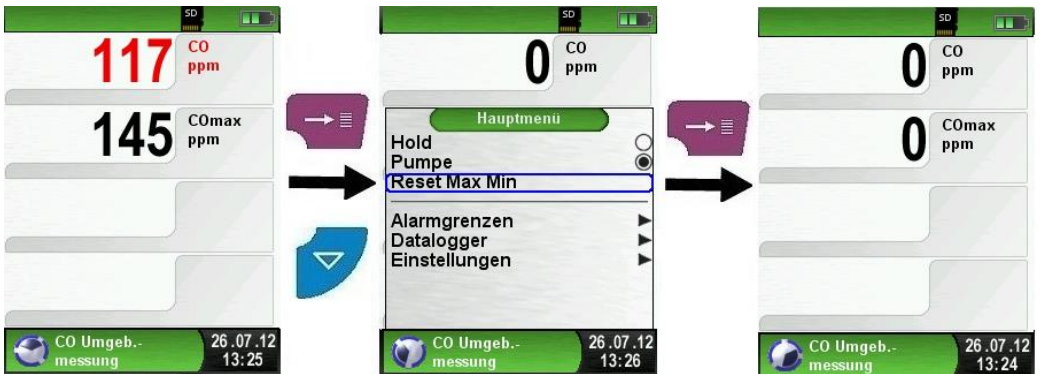 SD
117 CO
ppm
145 COmax
ppm
CO Umgeb.-
messung
26.07.12
13:25
SD
0 CO
ppm
Hauptmenü
Hold
Pumpe
Reset Max Min
Alarmgrenzen
Datalogger
Einstellungen
CO Umgeb.-
messung
26.07.12
13:26
SD
0 CO
ppm
0 COmax
ppm
CO Umgeb.-
messung
26.07.12
13:24